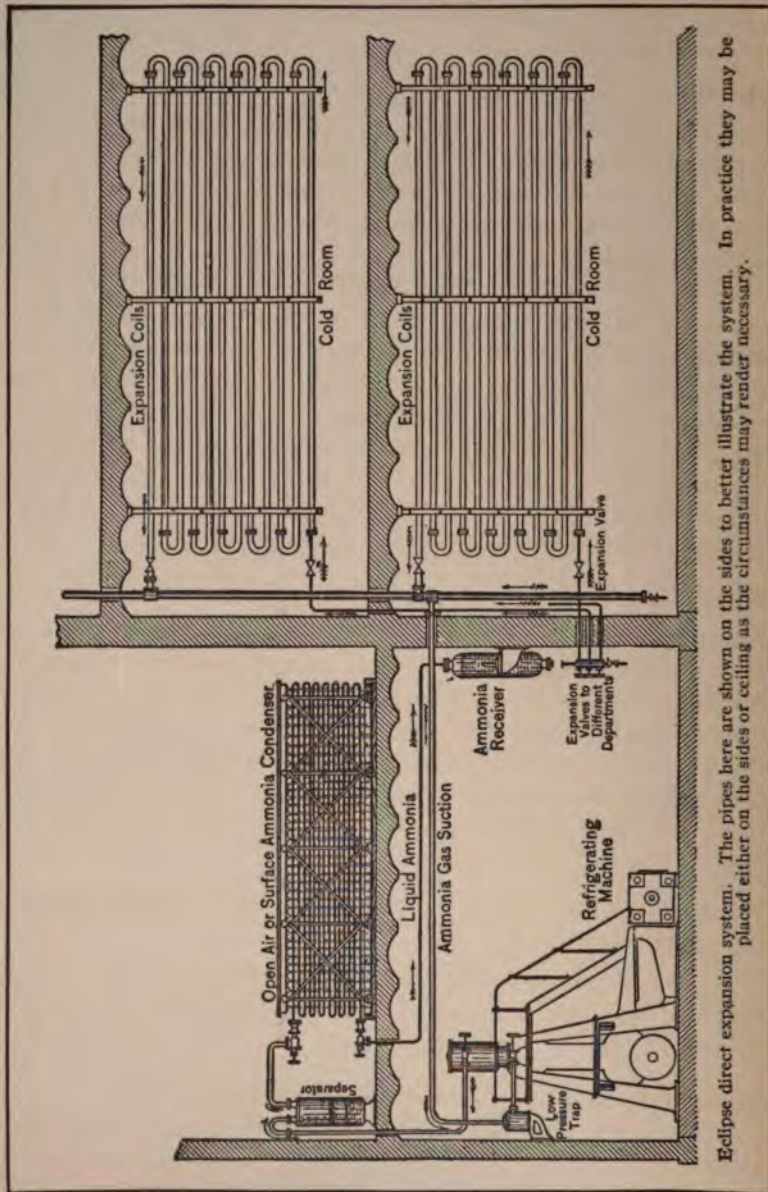 Open Air or Surface Ammonia Condenser
Separator
Liquid Ammonia
Ammonia Gas Suction
Low
Pressure
Trap
Refrigerating
Machine
Ammonia
Receiver
Expansion
Valves to
Different
Departments
Expansion Coils
Cold Room
Expansion Coils
Cold Room
Expansion Valve
Eclipse direct expansion system. The pipes here are shown on the sides to better illustrate the system. In practice they may be
placed either on the sides or ceiling as the circumstances may render necessary.